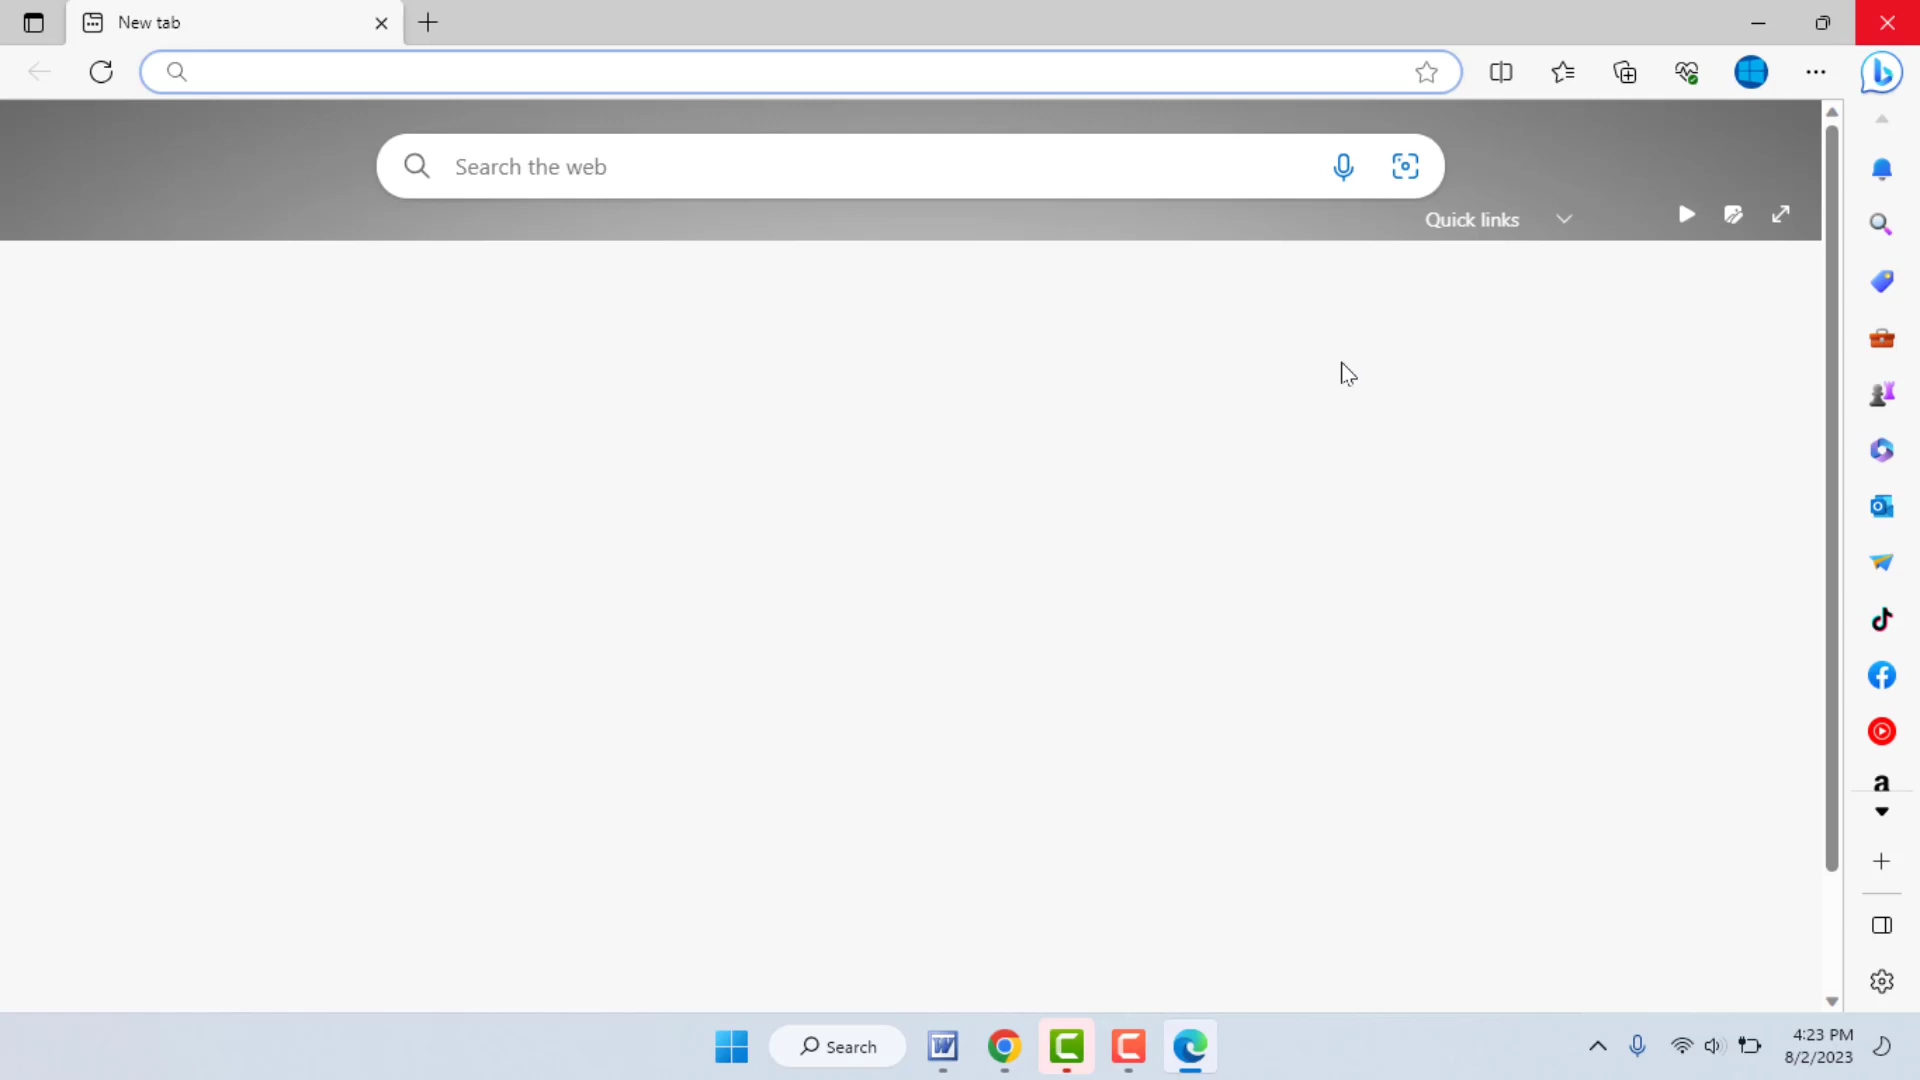 New tab
Search the web
Quick links
a
Search
4:23 PM
8/2/2023